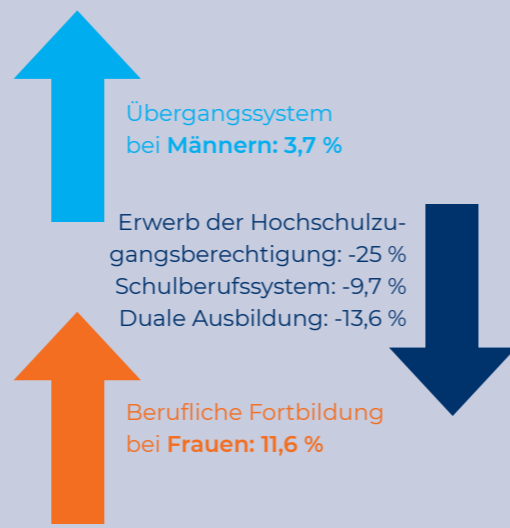 Übergangssystem
bei Männern: 3,7 %
Erwerb der Hochschulzu-
gangsberechtigung: -25 %
Schulberufssystem: -9,7 %
Duale Ausbildung: -13,6 %
Berufliche Fortbildung
bei Frauen: 11,6 %